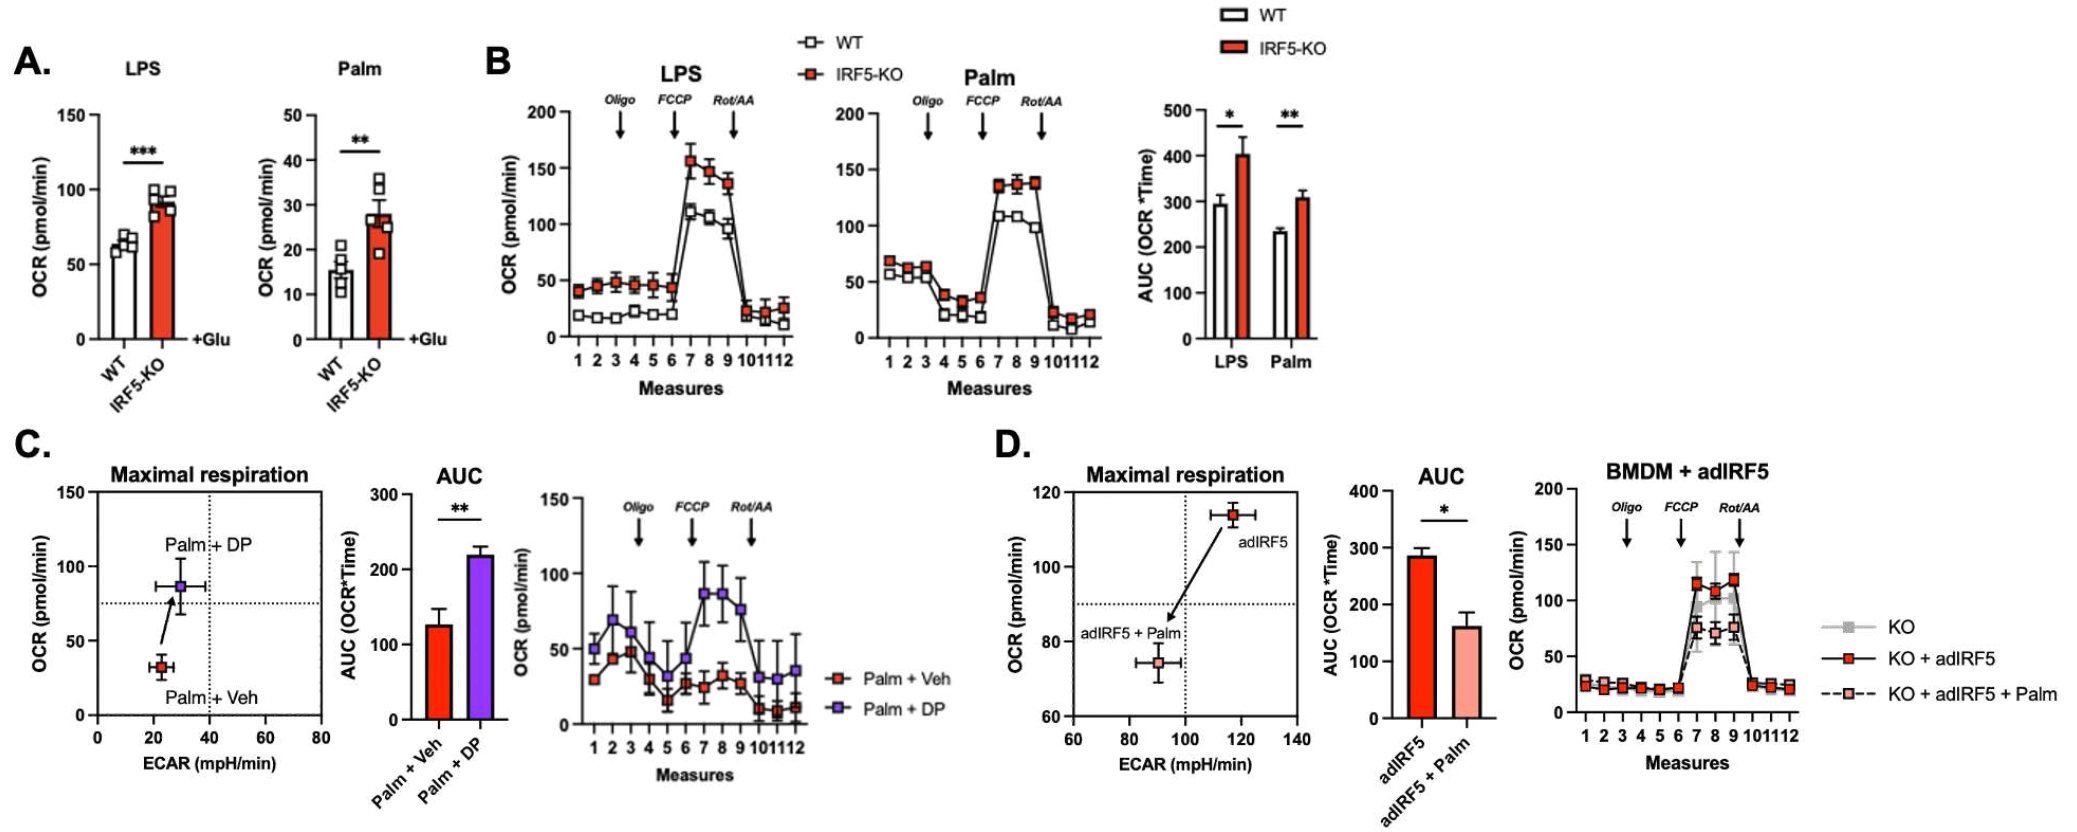 A.
LPS
150
100
50
0
OCR (pmol/min)
***
WT
IRF5-KO
+Glu
Palm
50
40
30
20
10
0
OCR (pmol/min)
**
WT
IRF5-KO
+Glu
B
WT
IRF5-KO
LPS
Oligo FCCP Rot/AA
200
150
100
50
0
OCR (pmol/min)
1 2 3 4 5 6 7 8 9 10 11 12
Measures
Palm
Oligo FCCP Rot/AA
200
150
100
50
0
1 2 3 4 5 6 7 8 9 10 11 12
Measures
WT
IRF5-KO
500
400
300
200
100
0
AUC (OCR *Time)
* **
LPS Palm
C.
Maximal respiration
150
100
50
0
OCR (pmol/min)
Palm + DP
Palm + Veh
0 20 40 60 80
ECAR (mpH/min)
AUC
300
200
100
0
AUC (OCR*Time)
**
Palm + Veh
Palm + DP
150
100
50
0
OCR (pmol/min)
Oligo FCCP Rot/AA
1 2 3 4 5 6 7 8 9 10 11 12
Measures
Palm + Veh
Palm + DP
D.
Maximal respiration
120
100
80
60
OCR (pmol/min)
adIRF5
adIRF5 + Palm
60 80 100 120 140
ECAR (mpH/min)
AUC
400
300
200
100
0
AUC (OCR *Time)
*
adIRF5
adIRF5 + Palm
BMDM + adIRF5
200
150
100
50
0
OCR (pmol/min)
Oligo FCCP Rot/AA
1 2 3 4 5 6 7 8 9 10 11 12
Measures
KO
KO + adIRF5
KO + adIRF5 + Palm